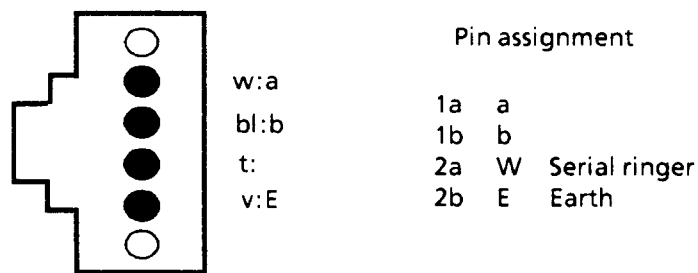 Pin assignment
w:a
bl:b
t:
v:E
1a a
1b b
2a W Serial ringer
2b E Earth